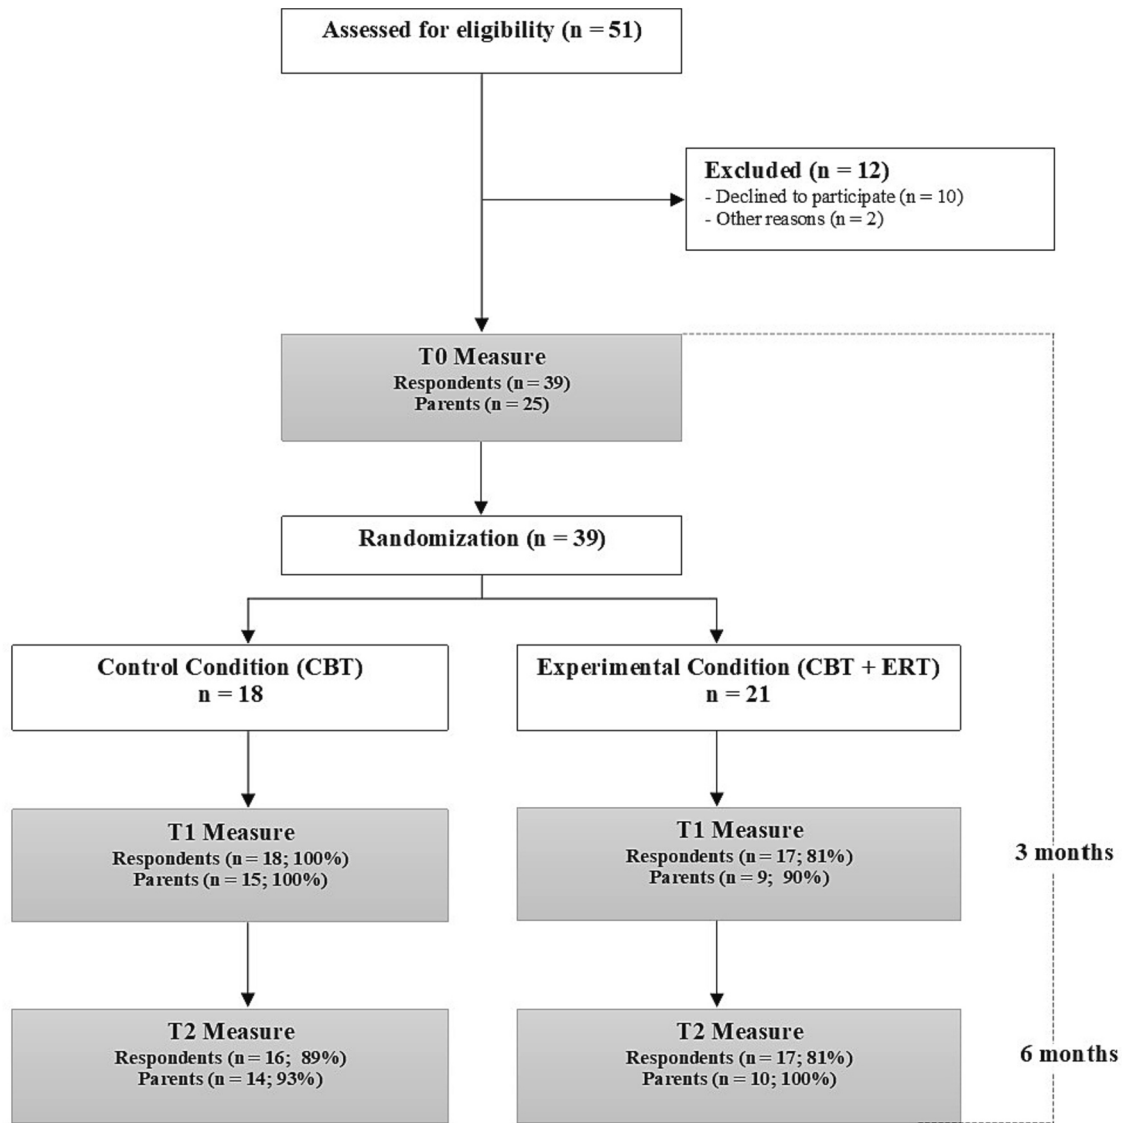 Assessed for eligibility (n = 51)
Excluded (n = 12)
- Declined to participate (n = 10)
- Other reasons (n = 2)
T0 Measure
Respondents (n = 39)
Parents (n = 25)
Randomization (n = 39)
Control Condition (CBT)
n = 18
Experimental Condition (CBT + ERT)
n = 21
T1 Measure
Respondents (n = 18; 100%)
Parents (n = 15; 100%)
T1 Measure
Respondents (n = 17; 81%)
Parents (n = 9; 90%)
3 months
T2 Measure
Respondents (n = 16; 89%)
Parents (n = 14; 93%)
T2 Measure
Respondents (n = 17; 81%)
Parents (n = 10; 100%)
6 months